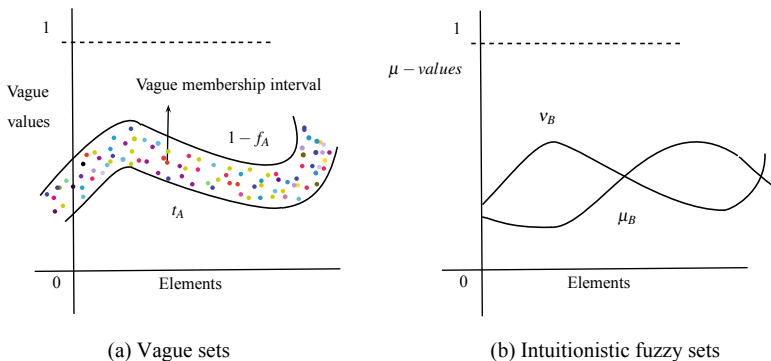 1
Vague membership interval
Vague
values
1 − f_A
t_A
0
Elements
(a) Vague sets
1
μ − values
ν_B
μ_B
0
Elements
(b) Intuitionistic fuzzy sets